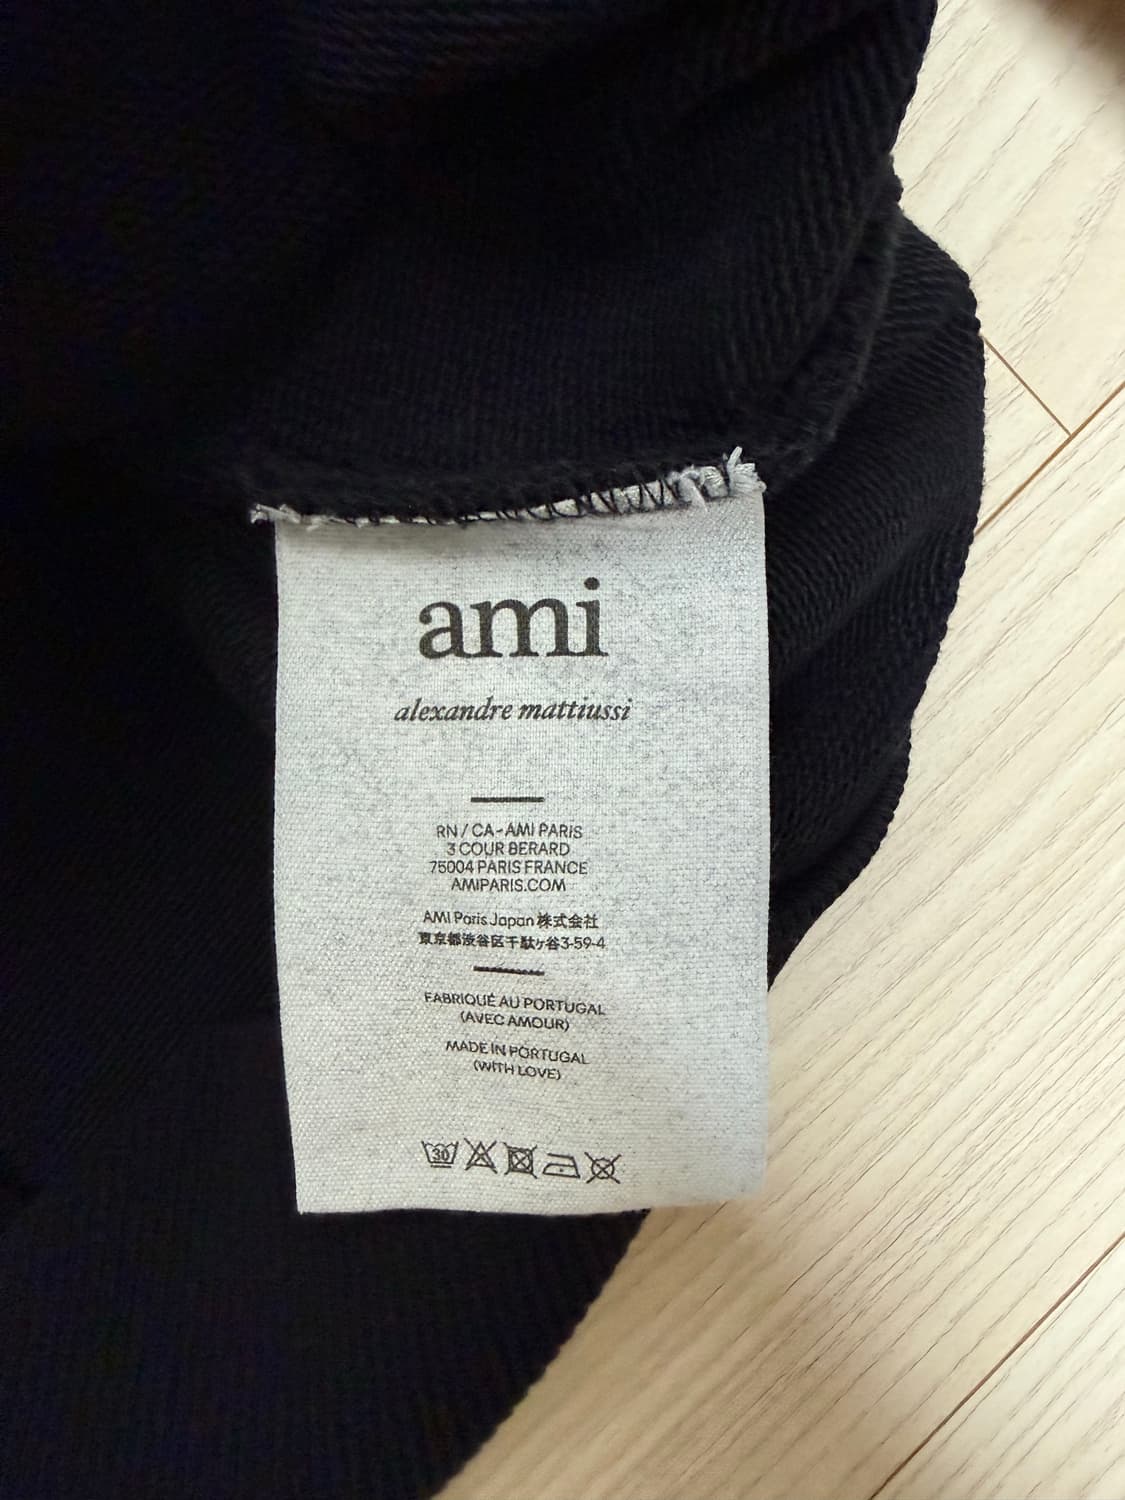 ami
alexandre mattiussi
RN / CA - AMI PARIS
3 COUR BERARD
75004 PARIS FRANCE
AMIPARIS.COM
AMI Paris Japan 株式会社
東京都渋谷区千駄ヶ谷3-59-4
FABRIQUÉ AU PORTUGAL
(AVEC AMOUR)
MADE IN PORTUGAL
(WITH LOVE)
30